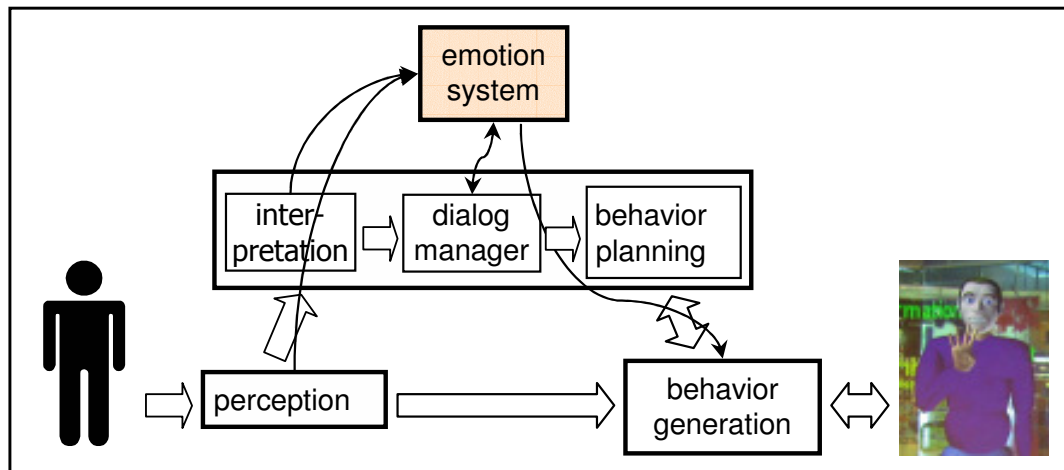 emotion
system
inter-
pretation
dialog
manager
behavior
planning
perception
behavior
generation